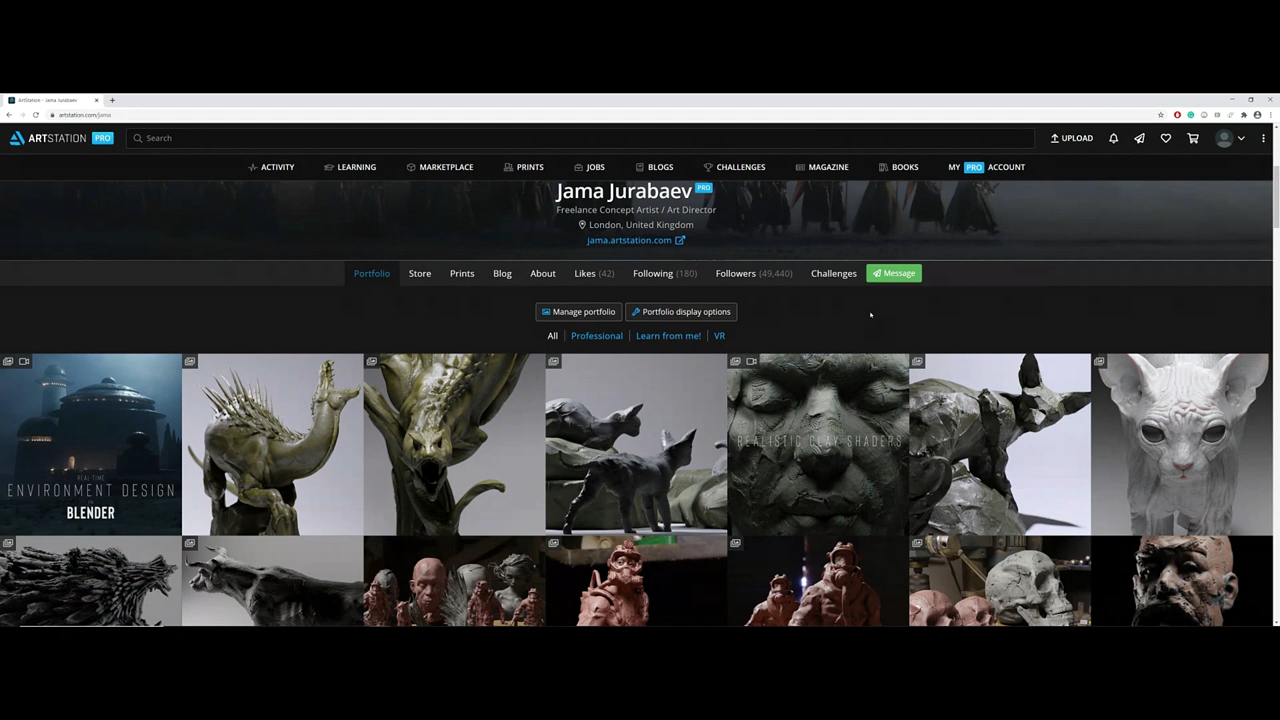 ArtStation - Jama Jurabaev
artstation.com/jama
ARTSTATION PRO
Search
UPLOAD
ACTIVITY LEARNING MARKETPLACE PRINTS JOBS BLOGS CHALLENGES MAGAZINE BOOKS MY PRO ACCOUNT
Jama Jurabaev PRO
Freelance Concept Artist / Art Director
London, United Kingdom
jama.artstation.com
Portfolio Store Prints Blog About Likes (42) Following (180) Followers (49,440) Challenges Message
Manage portfolio Portfolio display options
All Professional Learn from me! VR
REALISTIC CLAY SHADERS
REAL-TIME
ENVIRONMENT DESIGN
BLENDER